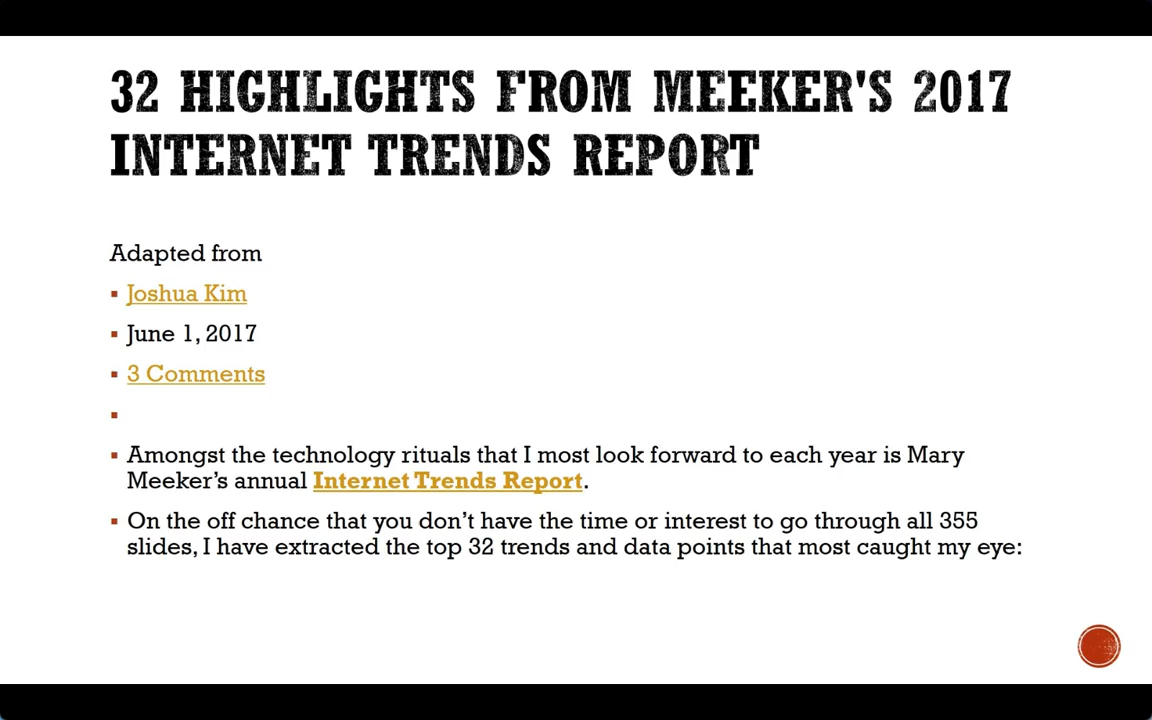 32 HIGHLIGHTS FROM MEEKER'S 2017
INTERNET TRENDS REPORT
Adapted from
▪ Joshua Kim
▪ June 1, 2017
▪ 3 Comments
▪
▪ Amongst the technology rituals that I most look forward to each year is Mary
Meeker’s annual Internet Trends Report.
▪ On the off chance that you don’t have the time or interest to go through all 355
slides, I have extracted the top 32 trends and data points that most caught my eye: